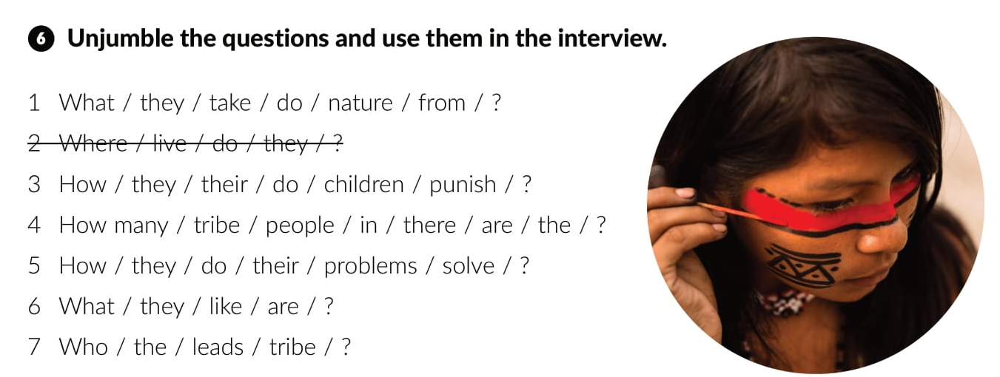 6 Unjumble the questions and use them in the interview.
1 What / they / take / do / nature / from / ?
2 Where / live / do / they / ?
3 How / they / their / do / children / punish / ?
4 How many / tribe / people / in / there / are / the / ?
5 How / they / do / their / problems / solve / ?
6 What / they / like / are / ?
7 Who / the / leads / tribe / ?